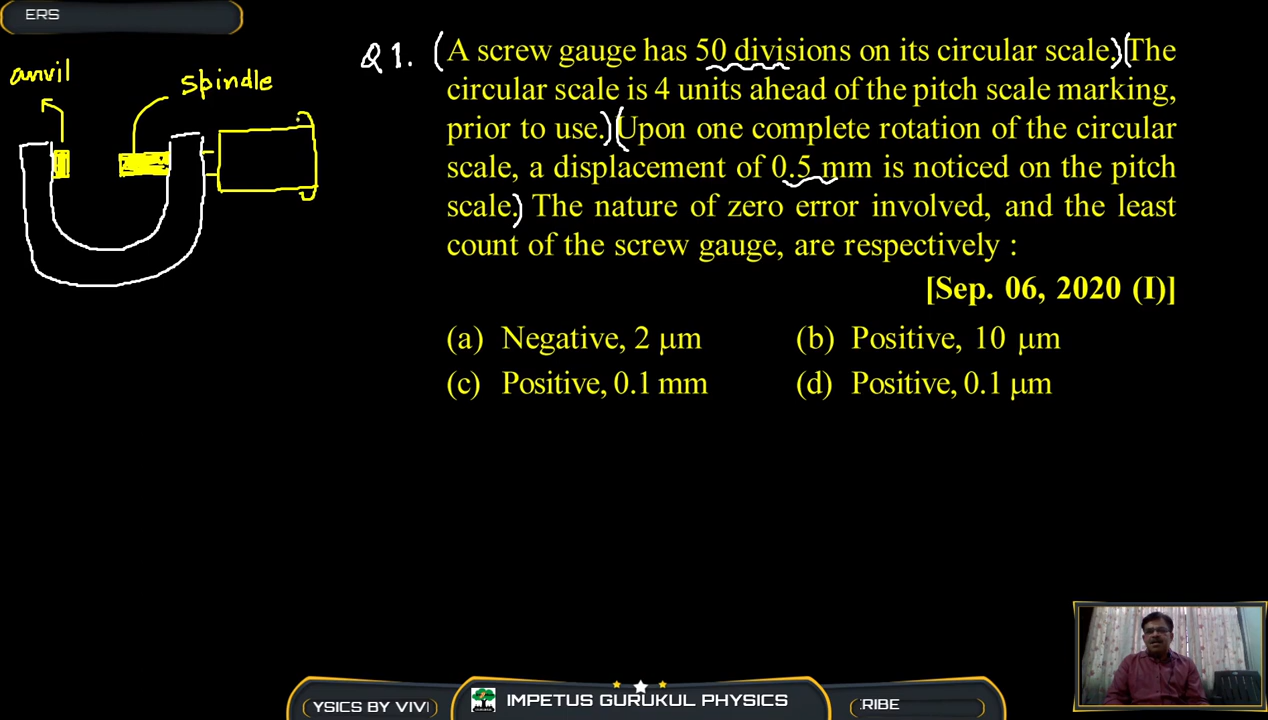 ERS
anvil
spindle
Q1. (A screw gauge has 50 divisions on its circular scale.)(The
circular scale is 4 units ahead of the pitch scale marking,
prior to use.)(Upon one complete rotation of the circular
scale, a displacement of 0.5 mm is noticed on the pitch
scale.) The nature of zero error involved, and the least
count of the screw gauge, are respectively :
[Sep. 06, 2020 (I)]
(a) Negative, 2 μm (b) Positive, 10 μm
(c) Positive, 0.1 mm (d) Positive, 0.1 μm
YSICS BY VIVI
IMPETUS GURUKUL PHYSICS
RIBE